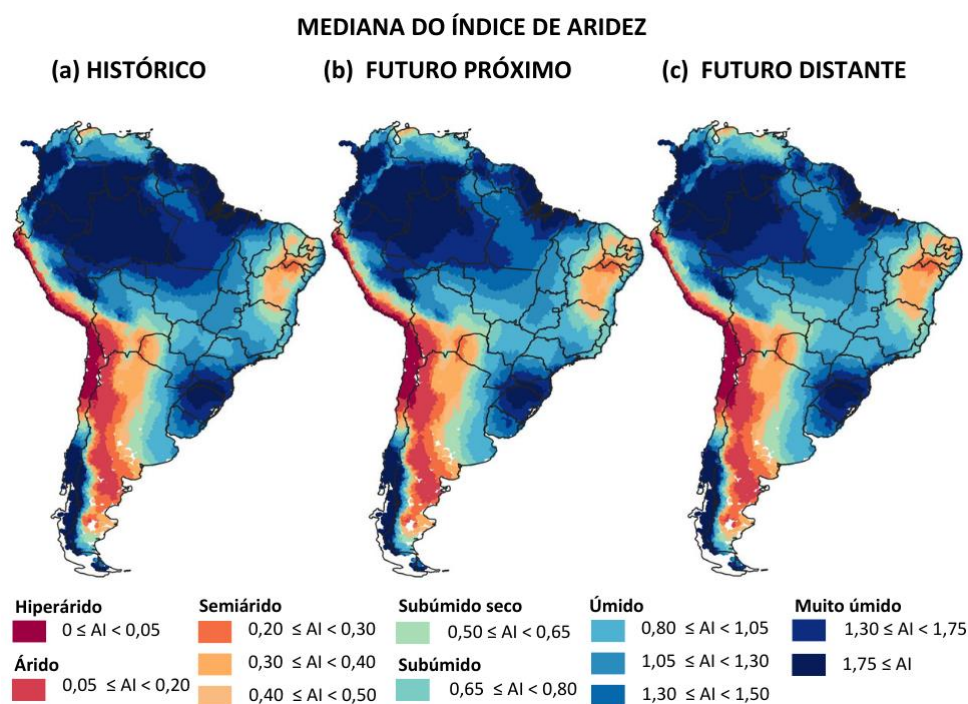 MEDIANA DO ÍNDICE DE ARIDEZ
(a) HISTÓRICO
(b) FUTURO PRÓXIMO
(c) FUTURO DISTANTE
Hiperárido
0 ≤ AI < 0,05
Árido
0,05 ≤ AI < 0,20
Semiárido
0,20 ≤ AI < 0,30
0,30 ≤ AI < 0,40
0,40 ≤ AI < 0,50
Subúmido seco
0,50 ≤ AI < 0,65
Subúmido
0,65 ≤ AI < 0,80
Úmido
0,80 ≤ AI < 1,05
1,05 ≤ AI < 1,30
1,30 ≤ AI < 1,50
Muito úmido
1,30 ≤ AI < 1,75
1,75 ≤ AI